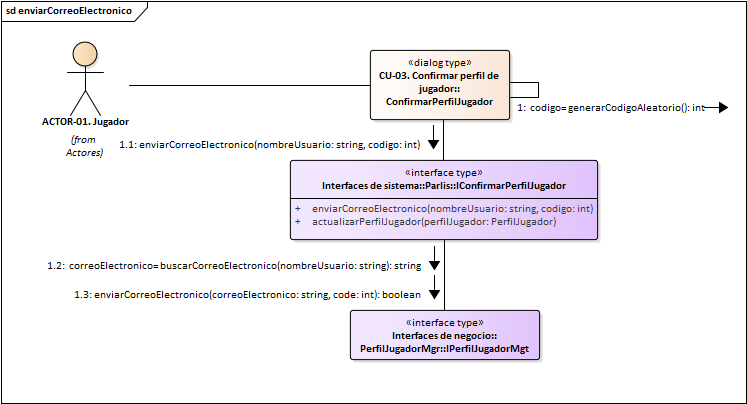 sd enviarCorreoElectronico
«dialog type»
CU-03. Confirmar perfil de
jugador::
ConfirmarPerfilJugador
1: codigo= generarCodigoAleatorio(): int
ACTOR-01. Jugador
(from
Actores)
1.1: enviarCorreoElectronico(nombreUsuario: string, codigo: int)
«interface type»
Interfaces de sistema::Parlis::IConfirmarPerfilJugador
+ enviarCorreoElectronico(nombreUsuario: string, codigo: int)
+ actualizarPerfilJugador(perfilJugador: PerfilJugador)
1.2: correoElectronico= buscarCorreoElectronico(nombreUsuario: string): string
1.3: enviarCorreoElectronico(correoElectronico: string, code: int): boolean
«interface type»
Interfaces de negocio::
PerfilJugadorMgr::IPerfilJugadorMgt